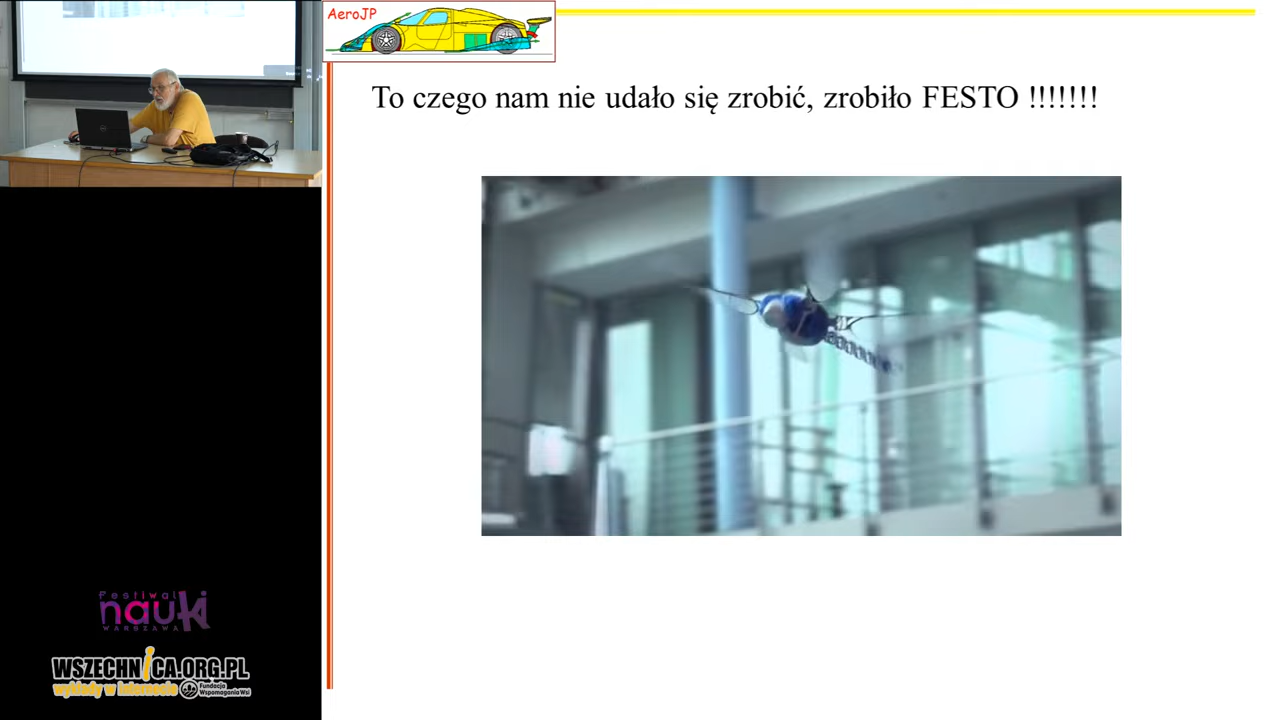 AeroJP
To czego nam nie udało się zrobić, zrobiło FESTO !!!!!!!
Festiwal
nauki
WARSZAWA
WSZECHNICA.ORG.PL
wykłady w internecie
Fundacja
Wspomagania Wsi